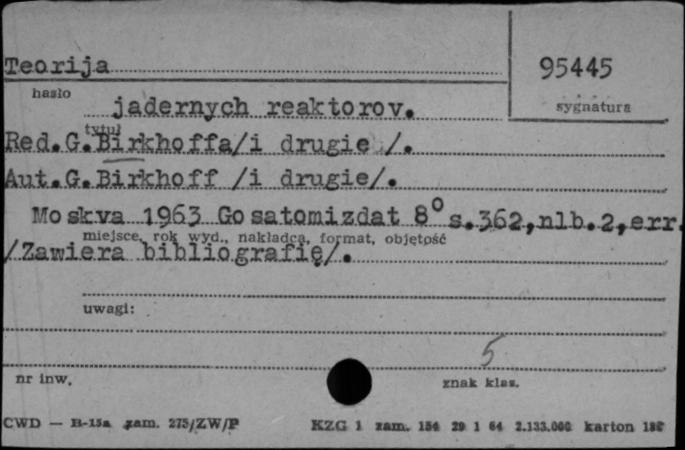 Teorija 95445
hasło sygnatura
jadernych reaktorov.
tytuł
Red.G.Birkhoffa/i drugie /.
Aut.G.Birkhoff /i drugie/.
Moskva 1963 Gosatomizdat 8° s.362,nlb.2,err.
miejsce, rok wyd., nakładca, format, objętość
/Zawiera bibliografię/.
uwagi:
5
nr inw. znak klas.
CWD — B-15a zam. 275/ZW/P KZG 1 zam. 154 29 1 64 2.133.000 karton